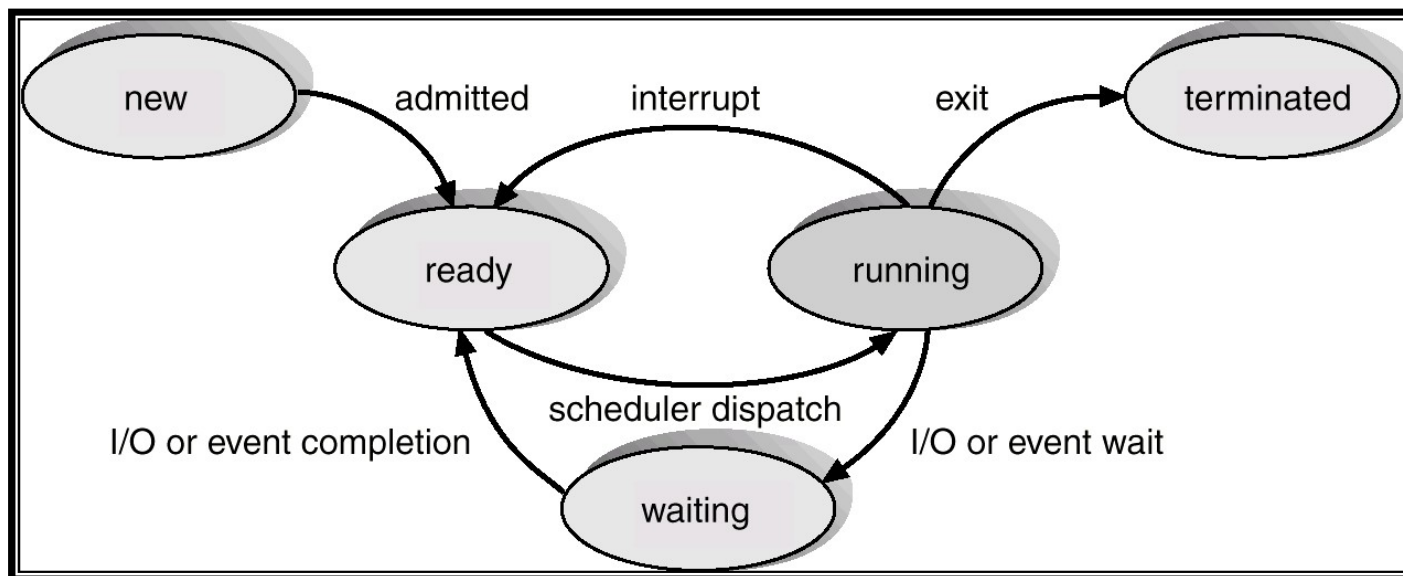 new
admitted
interrupt
exit
terminated
ready
running
scheduler dispatch
I/O or event completion
I/O or event wait
waiting